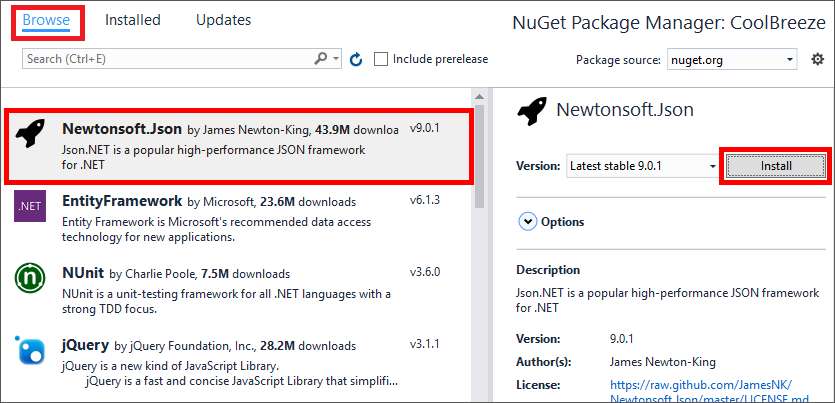 Browse Installed Updates NuGet Package Manager: CoolBreeze
Search (Ctrl+E) Include prerelease Package source: nuget.org
Newtonsoft.Json by James Newton-King, 43.9M downloa v9.0.1
Json.NET is a popular high-performance JSON framework
for .NET
.NET EntityFramework by Microsoft, 23.6M downloads v6.1.3
Entity Framework is Microsoft's recommended data access
technology for new applications.
NUnit by Charlie Poole, 7.5M downloads v3.6.0
NUnit is a unit-testing framework for all .NET languages with a
strong TDD focus.
jQuery by jQuery Foundation, Inc., 28.2M downloads v3.1.1
jQuery is a new kind of JavaScript Library.
jQuery is a fast and concise JavaScript Library that simplifi...
Newtonsoft.Json
Version: Latest stable 9.0.1 Install
Options
Description
Json.NET is a popular high-performance JSON framework
for .NET
Version: 9.0.1
Author(s): James Newton-King
License: https://raw.github.com/JamesNK/
Newtonsoft.Json/master/LICENSE.md